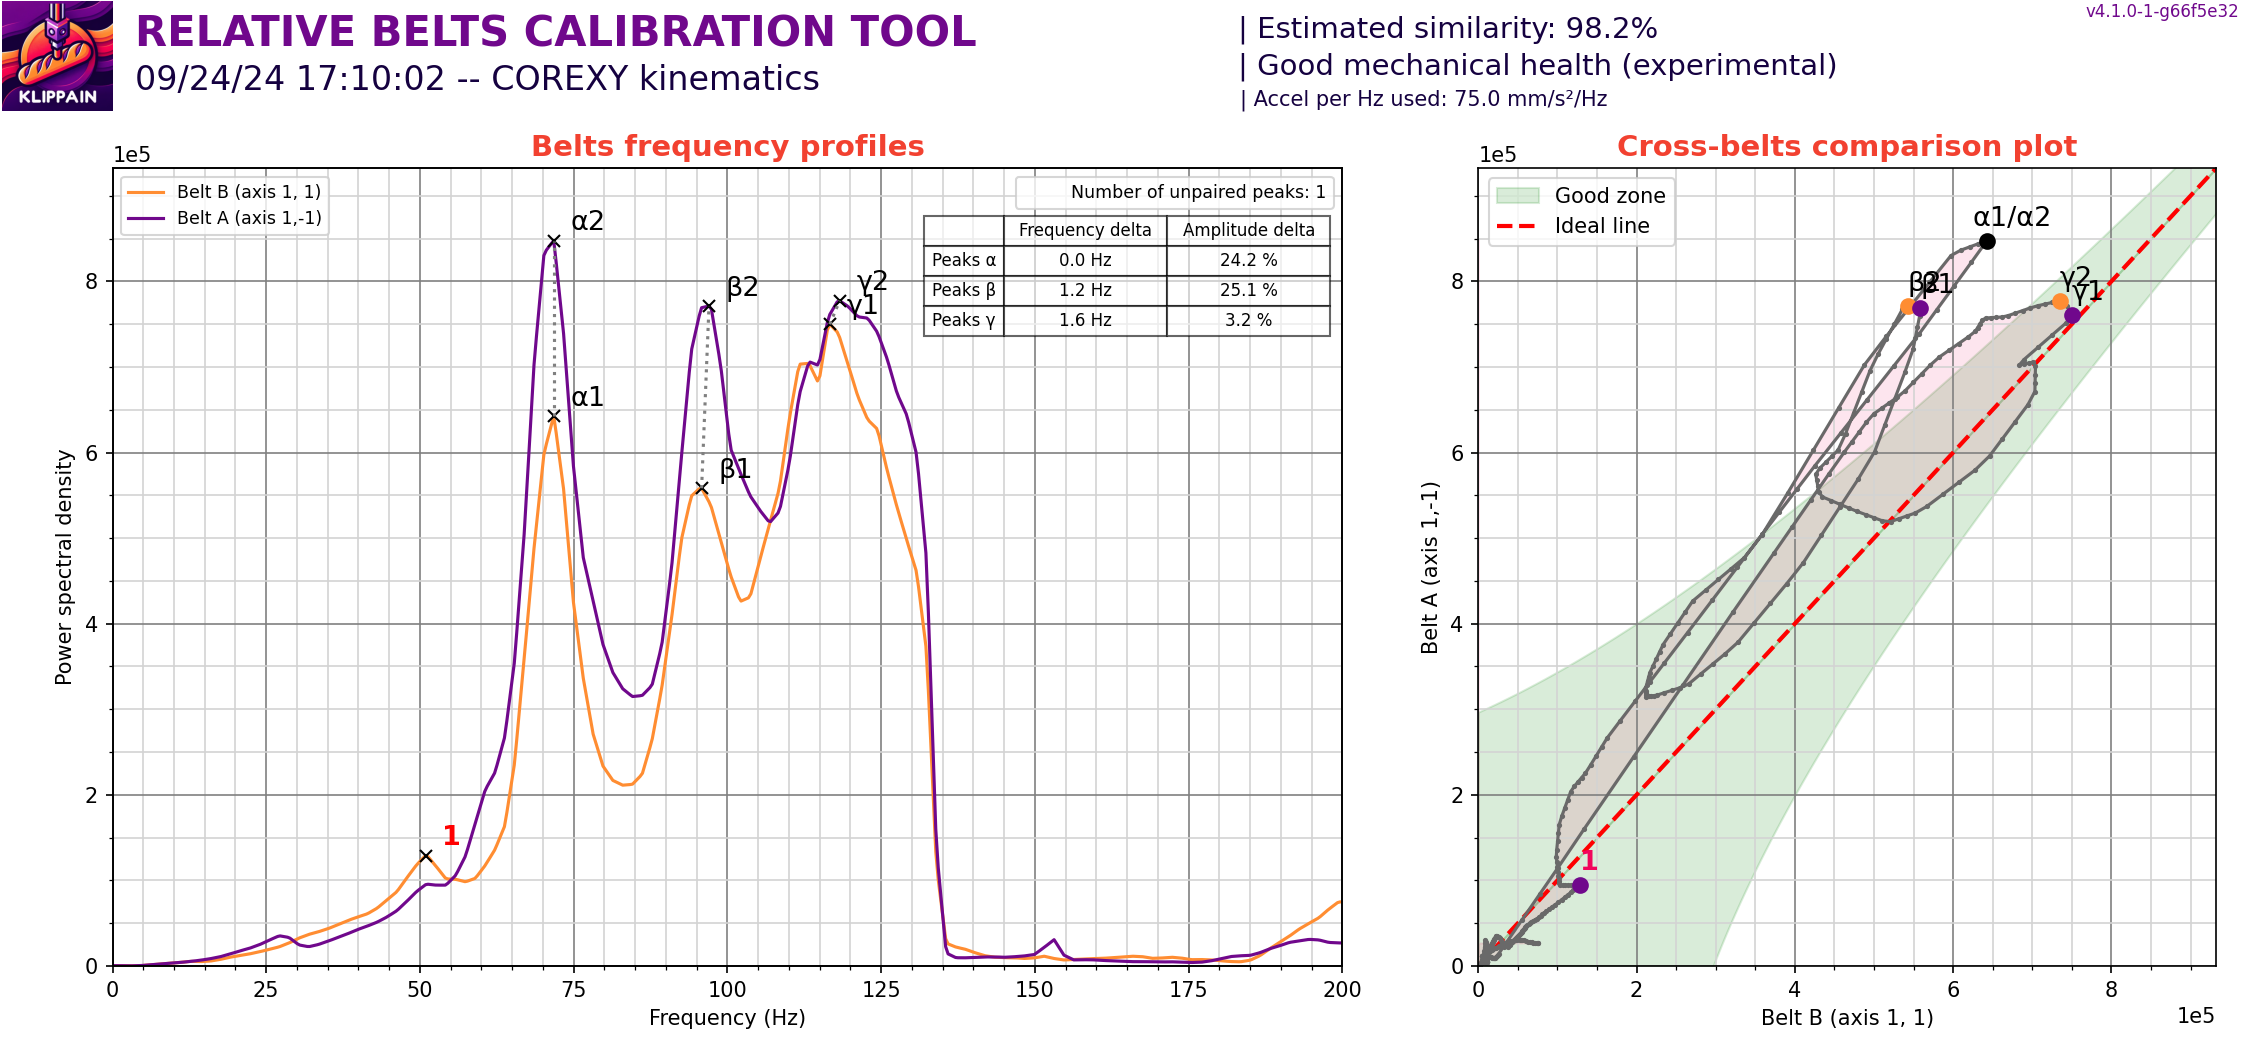 KLIPPAIN
RELATIVE BELTS CALIBRATION TOOL
09/24/24 17:10:02 -- COREXY kinematics
| Estimated similarity: 98.2%
| Good mechanical health (experimental)
| Accel per Hz used: 75.0 mm/s²/Hz
v4.1.0-1-g66f5e32
Belts frequency profiles
1e5
Belt B (axis 1, 1)
Belt A (axis 1,-1)
Number of unpaired peaks: 1
Frequency delta Amplitude delta
Peaks α 0.0 Hz 24.2 %
Peaks β 1.2 Hz 25.1 %
Peaks γ 1.6 Hz 3.2 %
α2
α1
β2
β1
γ2
γ1
1
Power spectral density
8
6
4
2
0
0 25 50 75 100 125 150 175 200
Frequency (Hz)
Cross-belts comparison plot
1e5
Good zone
Ideal line
α1/α2
β2
β1
γ2
γ1
1
Belt A (axis 1,-1)
8
6
4
2
0
0 2 4 6 8
Belt B (axis 1, 1)
1e5